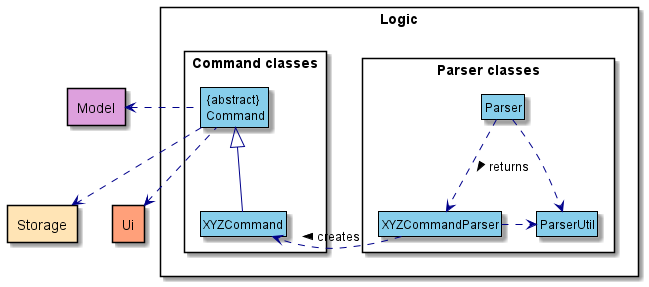 Logic
Command classes
Parser classes
{abstract}
Command
Parser
Model
returns
Storage
Ui
XYZCommand
XYZCommandParser
ParserUtil
creates